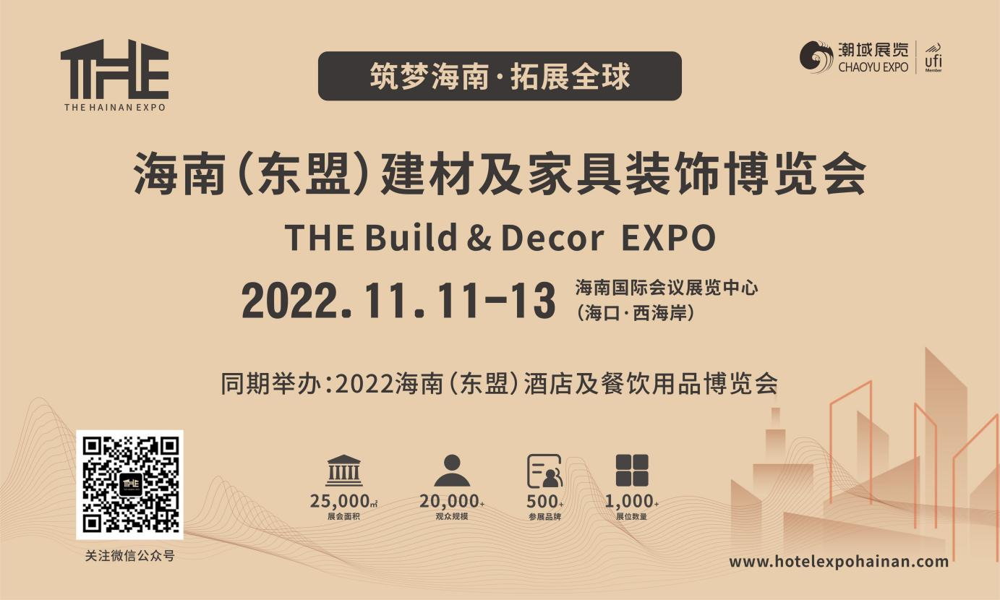 THE
THE HAINAN EXPO
筑梦海南·拓展全球
潮域展览
CHAOYU EXPO
ufi
Member
海南（东盟）建材及家具装饰博览会
THE Build & Decor EXPO
2022.11.11-13
海南国际会议展览中心
（海口·西海岸）
同期举办：2022海南（东盟）酒店及餐饮用品博览会
25,000㎡
展会面积
20,000+
观众规模
500+
参展品牌
1,000+
展位数量
THE
关注微信公众号
www.hotelexpohainan.com